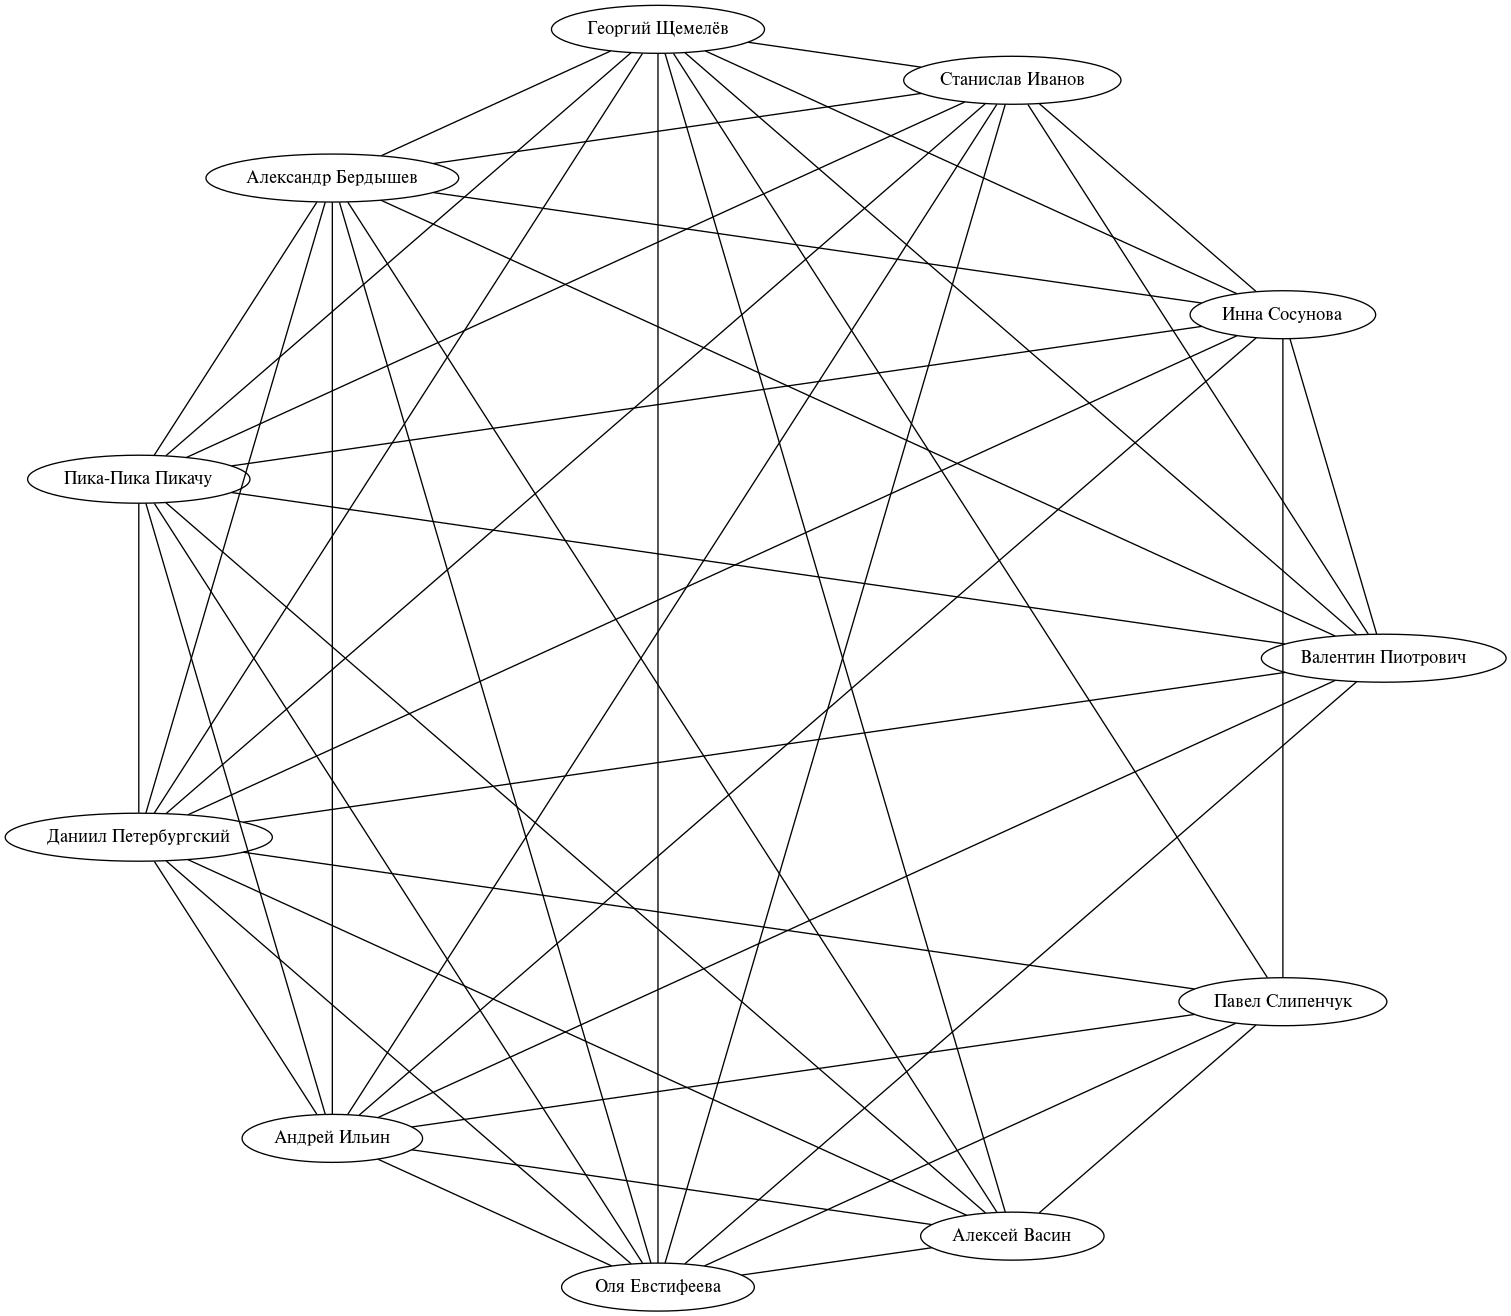 Георгий Щемелёв
Станислав Иванов
Александр Бердышев
Инна Сосунова
Пика-Пика Пикачу
Валентин Пиотрович
Даниил Петербургский
Павел Слипенчук
Андрей Ильин
Алексей Васин
Оля Евстифеева